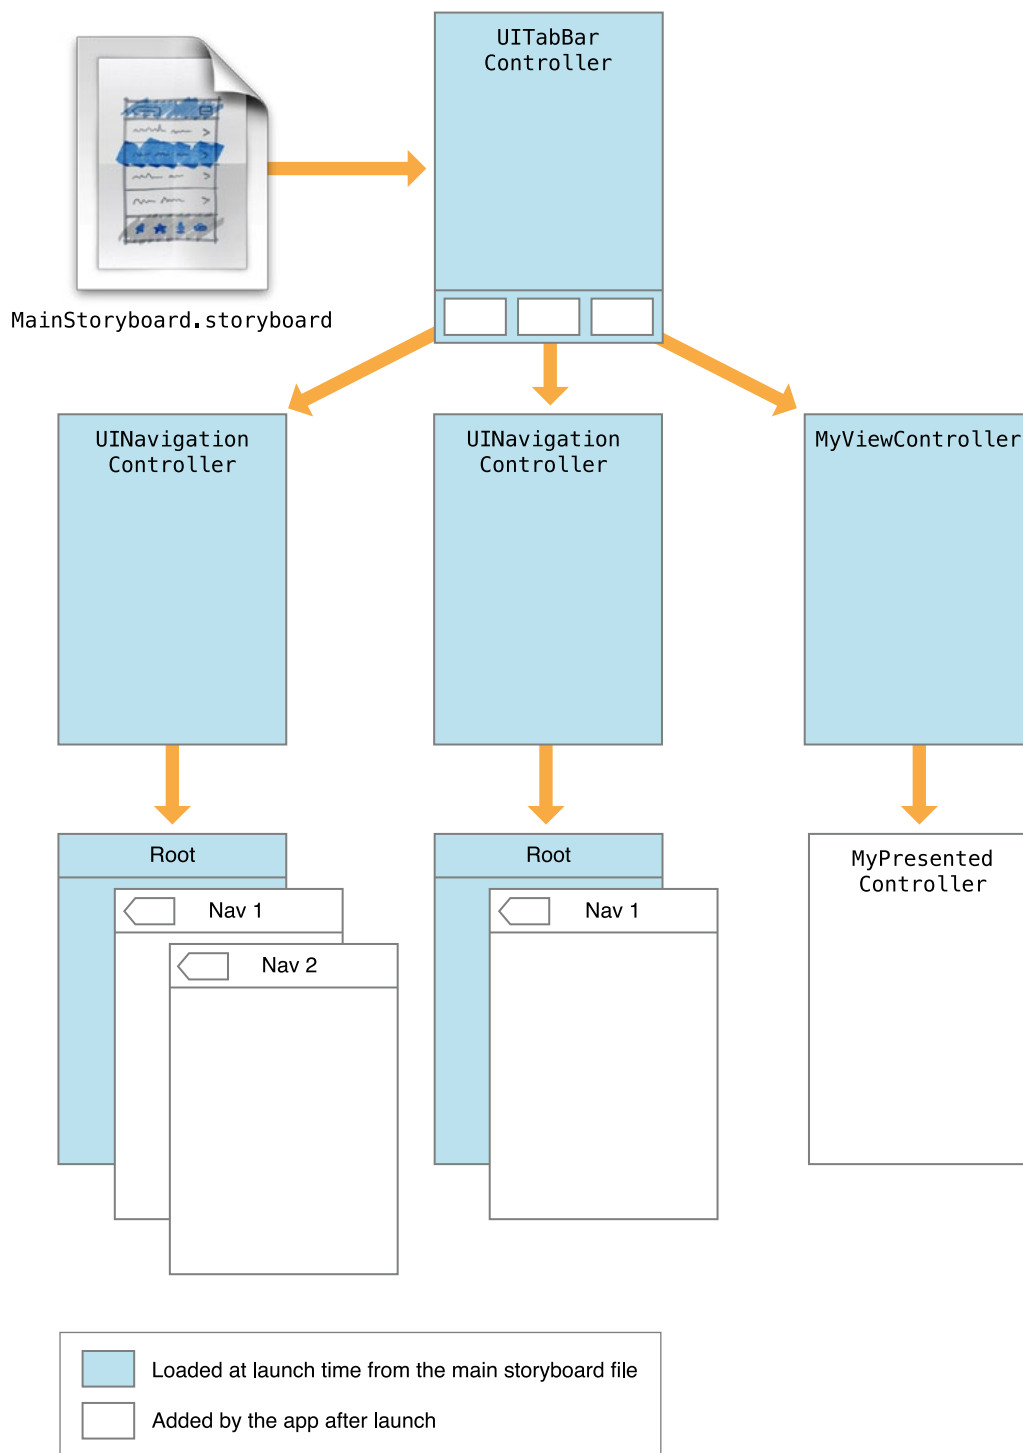 UITabBar
Controller
MainStoryboard.storyboard
UINavigation
Controller
UINavigation
Controller
MyViewController
Root
Nav 1
Nav 2
Root
Nav 1
MyPresented
Controller
Loaded at launch time from the main storyboard file
Added by the app after launch